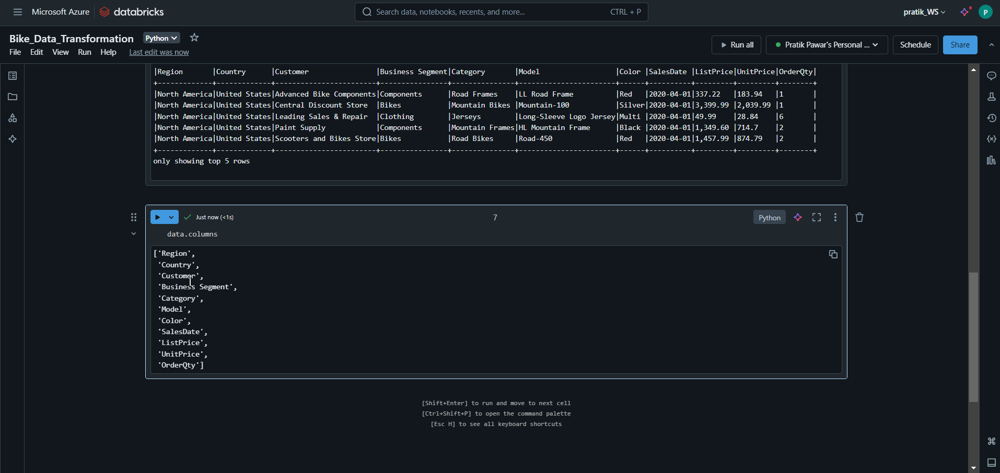 Microsoft Azure databricks Search data, notebooks, recents, and more... CTRL + P pratik_WS P
Bike_Data_Transformation Python
File Edit View Run Help Last edit was now Run all Pratik Pawar's Personal ... Schedule Share
|Region       |Country      |Customer                |Business Segment|Category       |Model                  |Color |SalesDate |ListPrice|UnitPrice|OrderQty|
+-------------+-------------+------------------------+----------------+---------------+-----------------------+------+----------+---------+---------+--------+
|North America|United States|Advanced Bike Components|Components      |Road Frames    |LL Road Frame          |Red   |2020-04-01|337.22   |183.94   |1       |
|North America|United States|Central Discount Store  |Bikes           |Mountain Bikes |Mountain-100           |Silver|2020-04-01|3,399.99 |2,039.99 |1       |
|North America|United States|Leading Sales & Repair  |Clothing        |Jerseys        |Long-Sleeve Logo Jersey|Multi |2020-04-01|49.99    |28.84    |6       |
|North America|United States|Paint Supply            |Components      |Mountain Frames|HL Mountain Frame      |Black |2020-04-01|1,349.60 |714.7    |2       |
|North America|United States|Scooters and Bikes Store|Bikes           |Road Bikes     |Road-450               |Red   |2020-04-01|1,457.99 |874.79   |2       |
+-------------+-------------+------------------------+----------------+---------------+-----------------------+------+----------+---------+---------+--------+
only showing top 5 rows
Just now (<1s) 7 Python
data.columns
['Region',
'Country',
'Customer',
'Business Segment',
'Category',
'Model',
'Color',
'SalesDate',
'ListPrice',
'UnitPrice',
'OrderQty']
[Shift+Enter] to run and move to next cell
[Ctrl+Shift+P] to open the command palette
[Esc H] to see all keyboard shortcuts